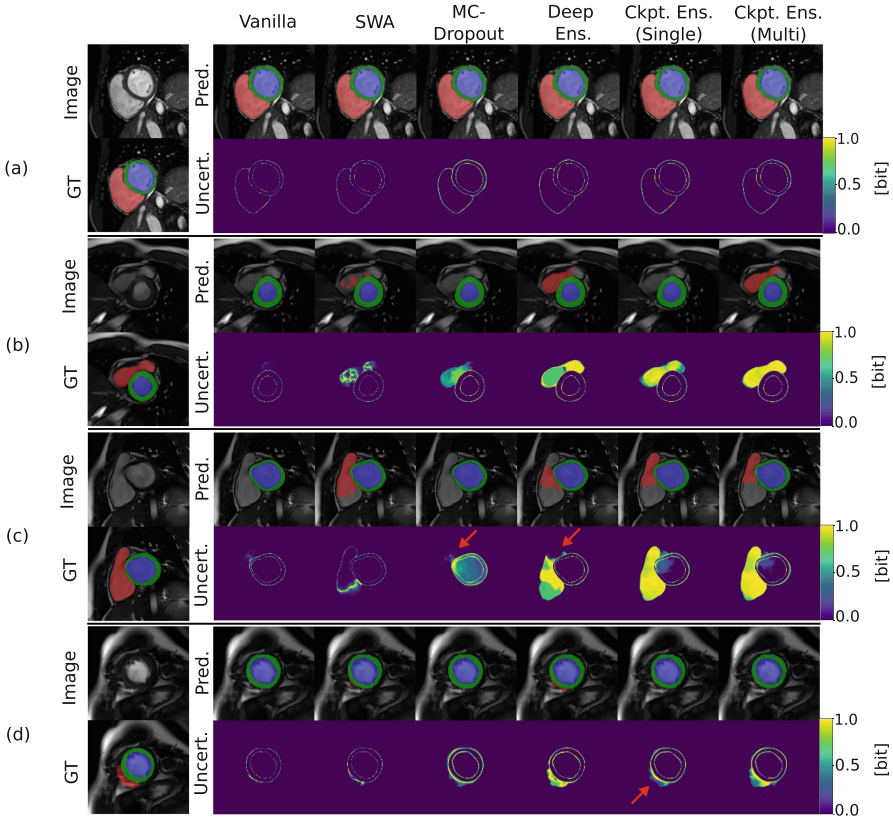 Vanilla SWA MC-Dropout Deep Ens. Ckpt. Ens. (Single) Ckpt. Ens. (Multi)
(a)
Image
GT
Pred.
Uncert.
1.0
0.5
0.0
[bit]
(b)
Image
GT
Pred.
Uncert.
1.0
0.5
0.0
[bit]
(c)
Image
GT
Pred.
Uncert.
1.0
0.5
0.0
[bit]
(d)
Image
GT
Pred.
Uncert.
1.0
0.5
0.0
[bit]